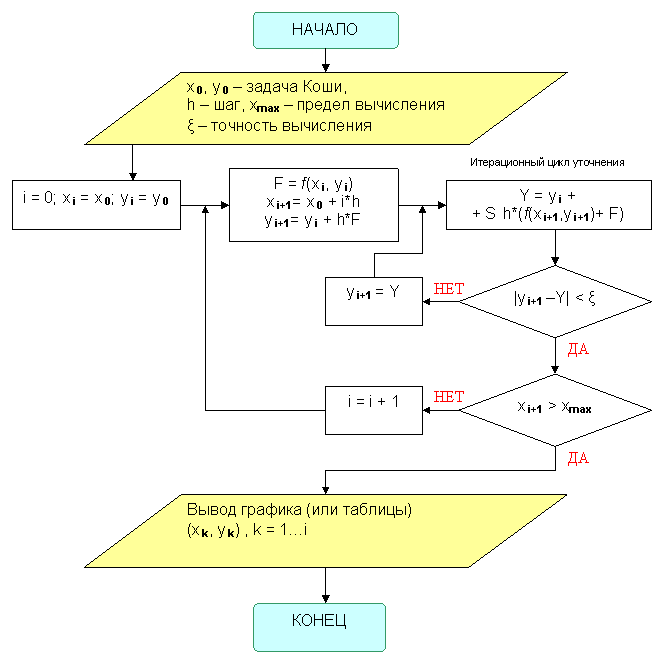 НАЧАЛО
x0, y0 – задача Коши,
h – шаг, xmax – предел вычисления
ξ – точность вычисления
Итерационный цикл уточнения
i = 0; xi = x0; yi = y0
F = f(xi, yi)
xi+1= x0 + i*h
yi+1= yi + h*F
Y = yi +
+ S h*(f(xi+1,yi+1)+ F)
yi+1 = Y
НЕТ
|yi+1 –Y| < ξ
ДА
i = i + 1
НЕТ
xi+1 > xmax
ДА
Вывод графика (или таблицы)
(xk, yk) , k = 1...i
КОНЕЦ